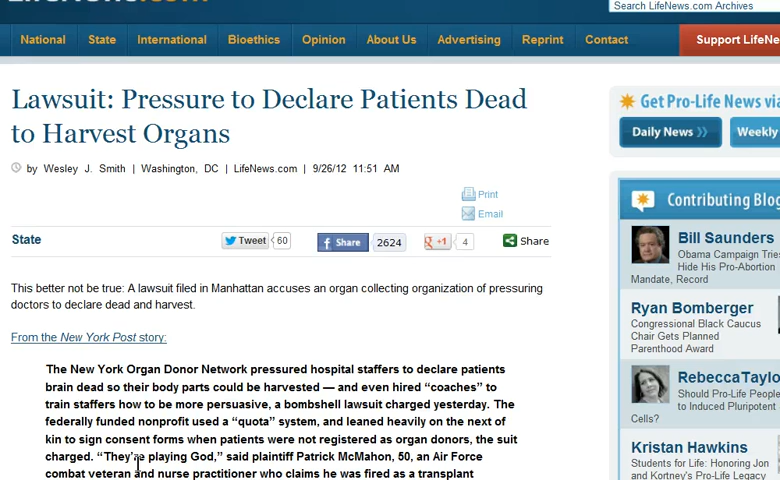 Search LifeNews.com Archives
National State International Bioethics Opinion About Us Advertising Reprint Contact Support LifeNe
Lawsuit: Pressure to Declare Patients Dead
to Harvest Organs
by Wesley J. Smith | Washington, DC | LifeNews.com | 9/26/12 11:51 AM
Print
Email
State Tweet 60 f Share 2624 g +1 4 Share
This better not be true: A lawsuit filed in Manhattan accuses an organ collecting organization of pressuring
doctors to declare dead and harvest.
From the New York Post story:
The New York Organ Donor Network pressured hospital staffers to declare patients
brain dead so their body parts could be harvested — and even hired “coaches” to
train staffers how to be more persuasive, a bombshell lawsuit charged yesterday. The
federally funded nonprofit used a “quota” system, and leaned heavily on the next of
kin to sign consent forms when patients were not registered as organ donors, the suit
charged. “They’re playing God,” said plaintiff Patrick McMahon, 50, an Air Force
combat veteran and nurse practitioner who claims he was fired as a transplant
Get Pro-Life News via
Daily News »
Weekly
Contributing Blog
Bill Saunders
Obama Campaign Tries
Hide His Pro-Abortion
Mandate, Record
Ryan Bomberger
Congressional Black Caucus
Chair Gets Planned
Parenthood Award
Rebecca Taylo
Should Pro-Life People
to Induced Pluripotent
Cells?
Kristan Hawkins
Students for Life: Honoring Jon
and Kortney's Pro-Life Legacy